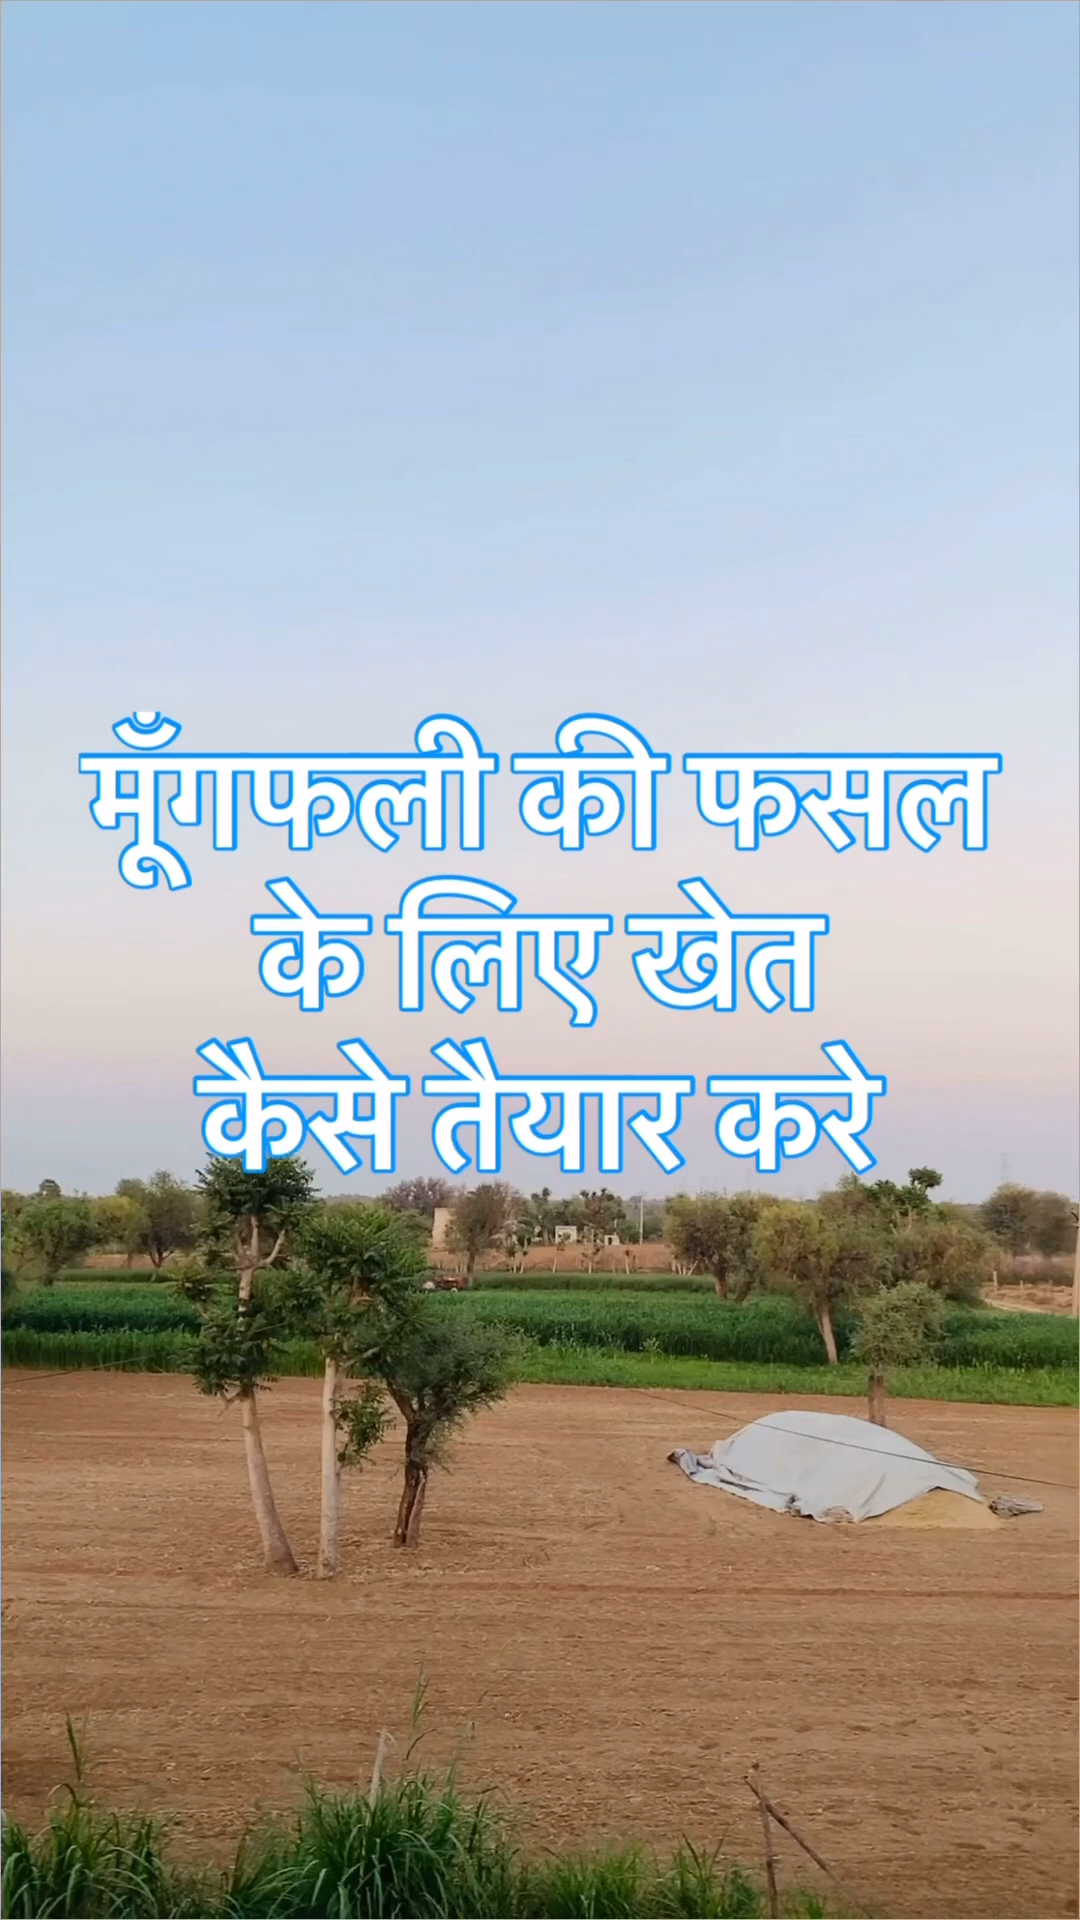 मूँगफली की फसल
के लिए खेत
कैसे तैयार करे